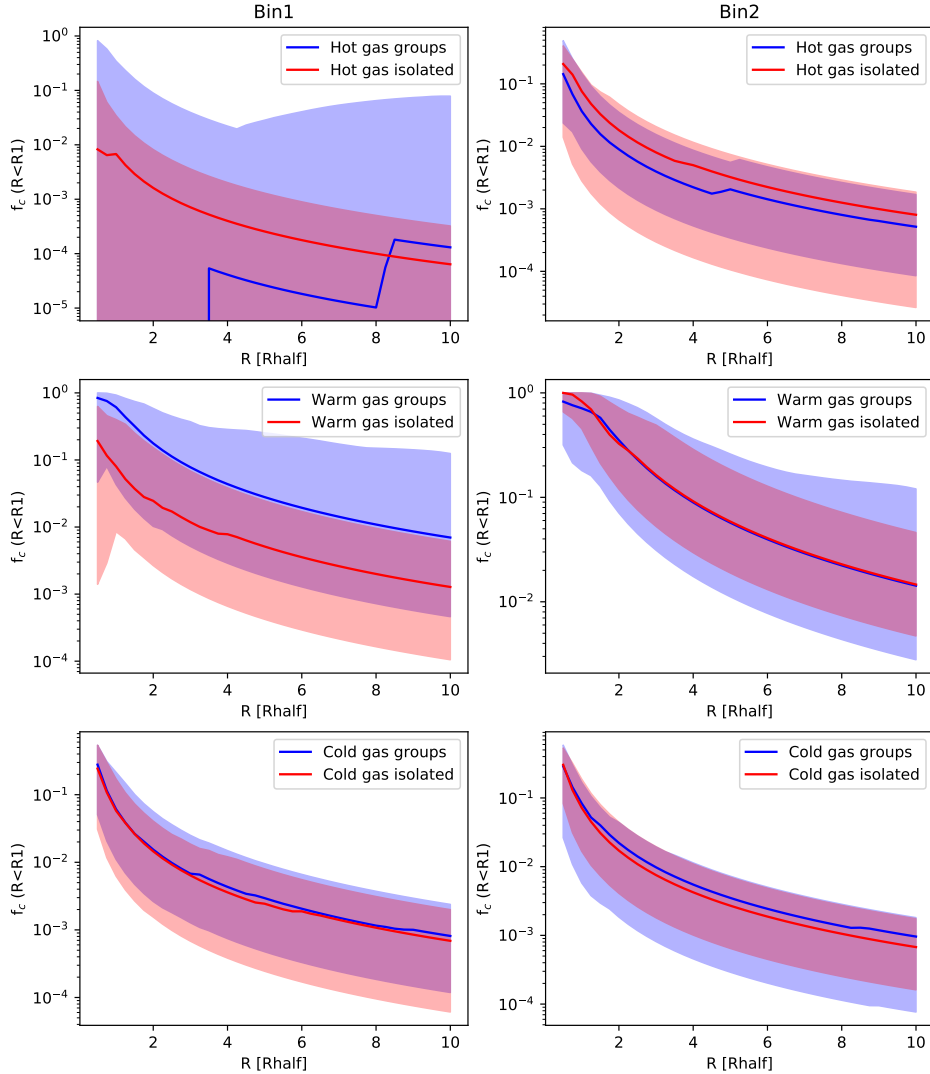 Bin1
Bin2
10⁰
10⁻¹
10⁻²
10⁻³
10⁻⁴
10⁻⁵
f_c (R<R1)
Hot gas groups
Hot gas isolated
2
4
6
8
10
R [Rhalf]
10⁻¹
10⁻²
10⁻³
10⁻⁴
f_c (R<R1)
Hot gas groups
Hot gas isolated
2
4
6
8
10
R [Rhalf]
10⁰
10⁻¹
10⁻²
10⁻³
10⁻⁴
f_c (R<R1)
Warm gas groups
Warm gas isolated
2
4
6
8
10
R [Rhalf]
10⁰
10⁻¹
10⁻²
f_c (R<R1)
Warm gas groups
Warm gas isolated
2
4
6
8
10
R [Rhalf]
10⁻¹
10⁻²
10⁻³
10⁻⁴
f_c (R<R1)
Cold gas groups
Cold gas isolated
2
4
6
8
10
R [Rhalf]
10⁻¹
10⁻²
10⁻³
10⁻⁴
f_c (R<R1)
Cold gas groups
Cold gas isolated
2
4
6
8
10
R [Rhalf]